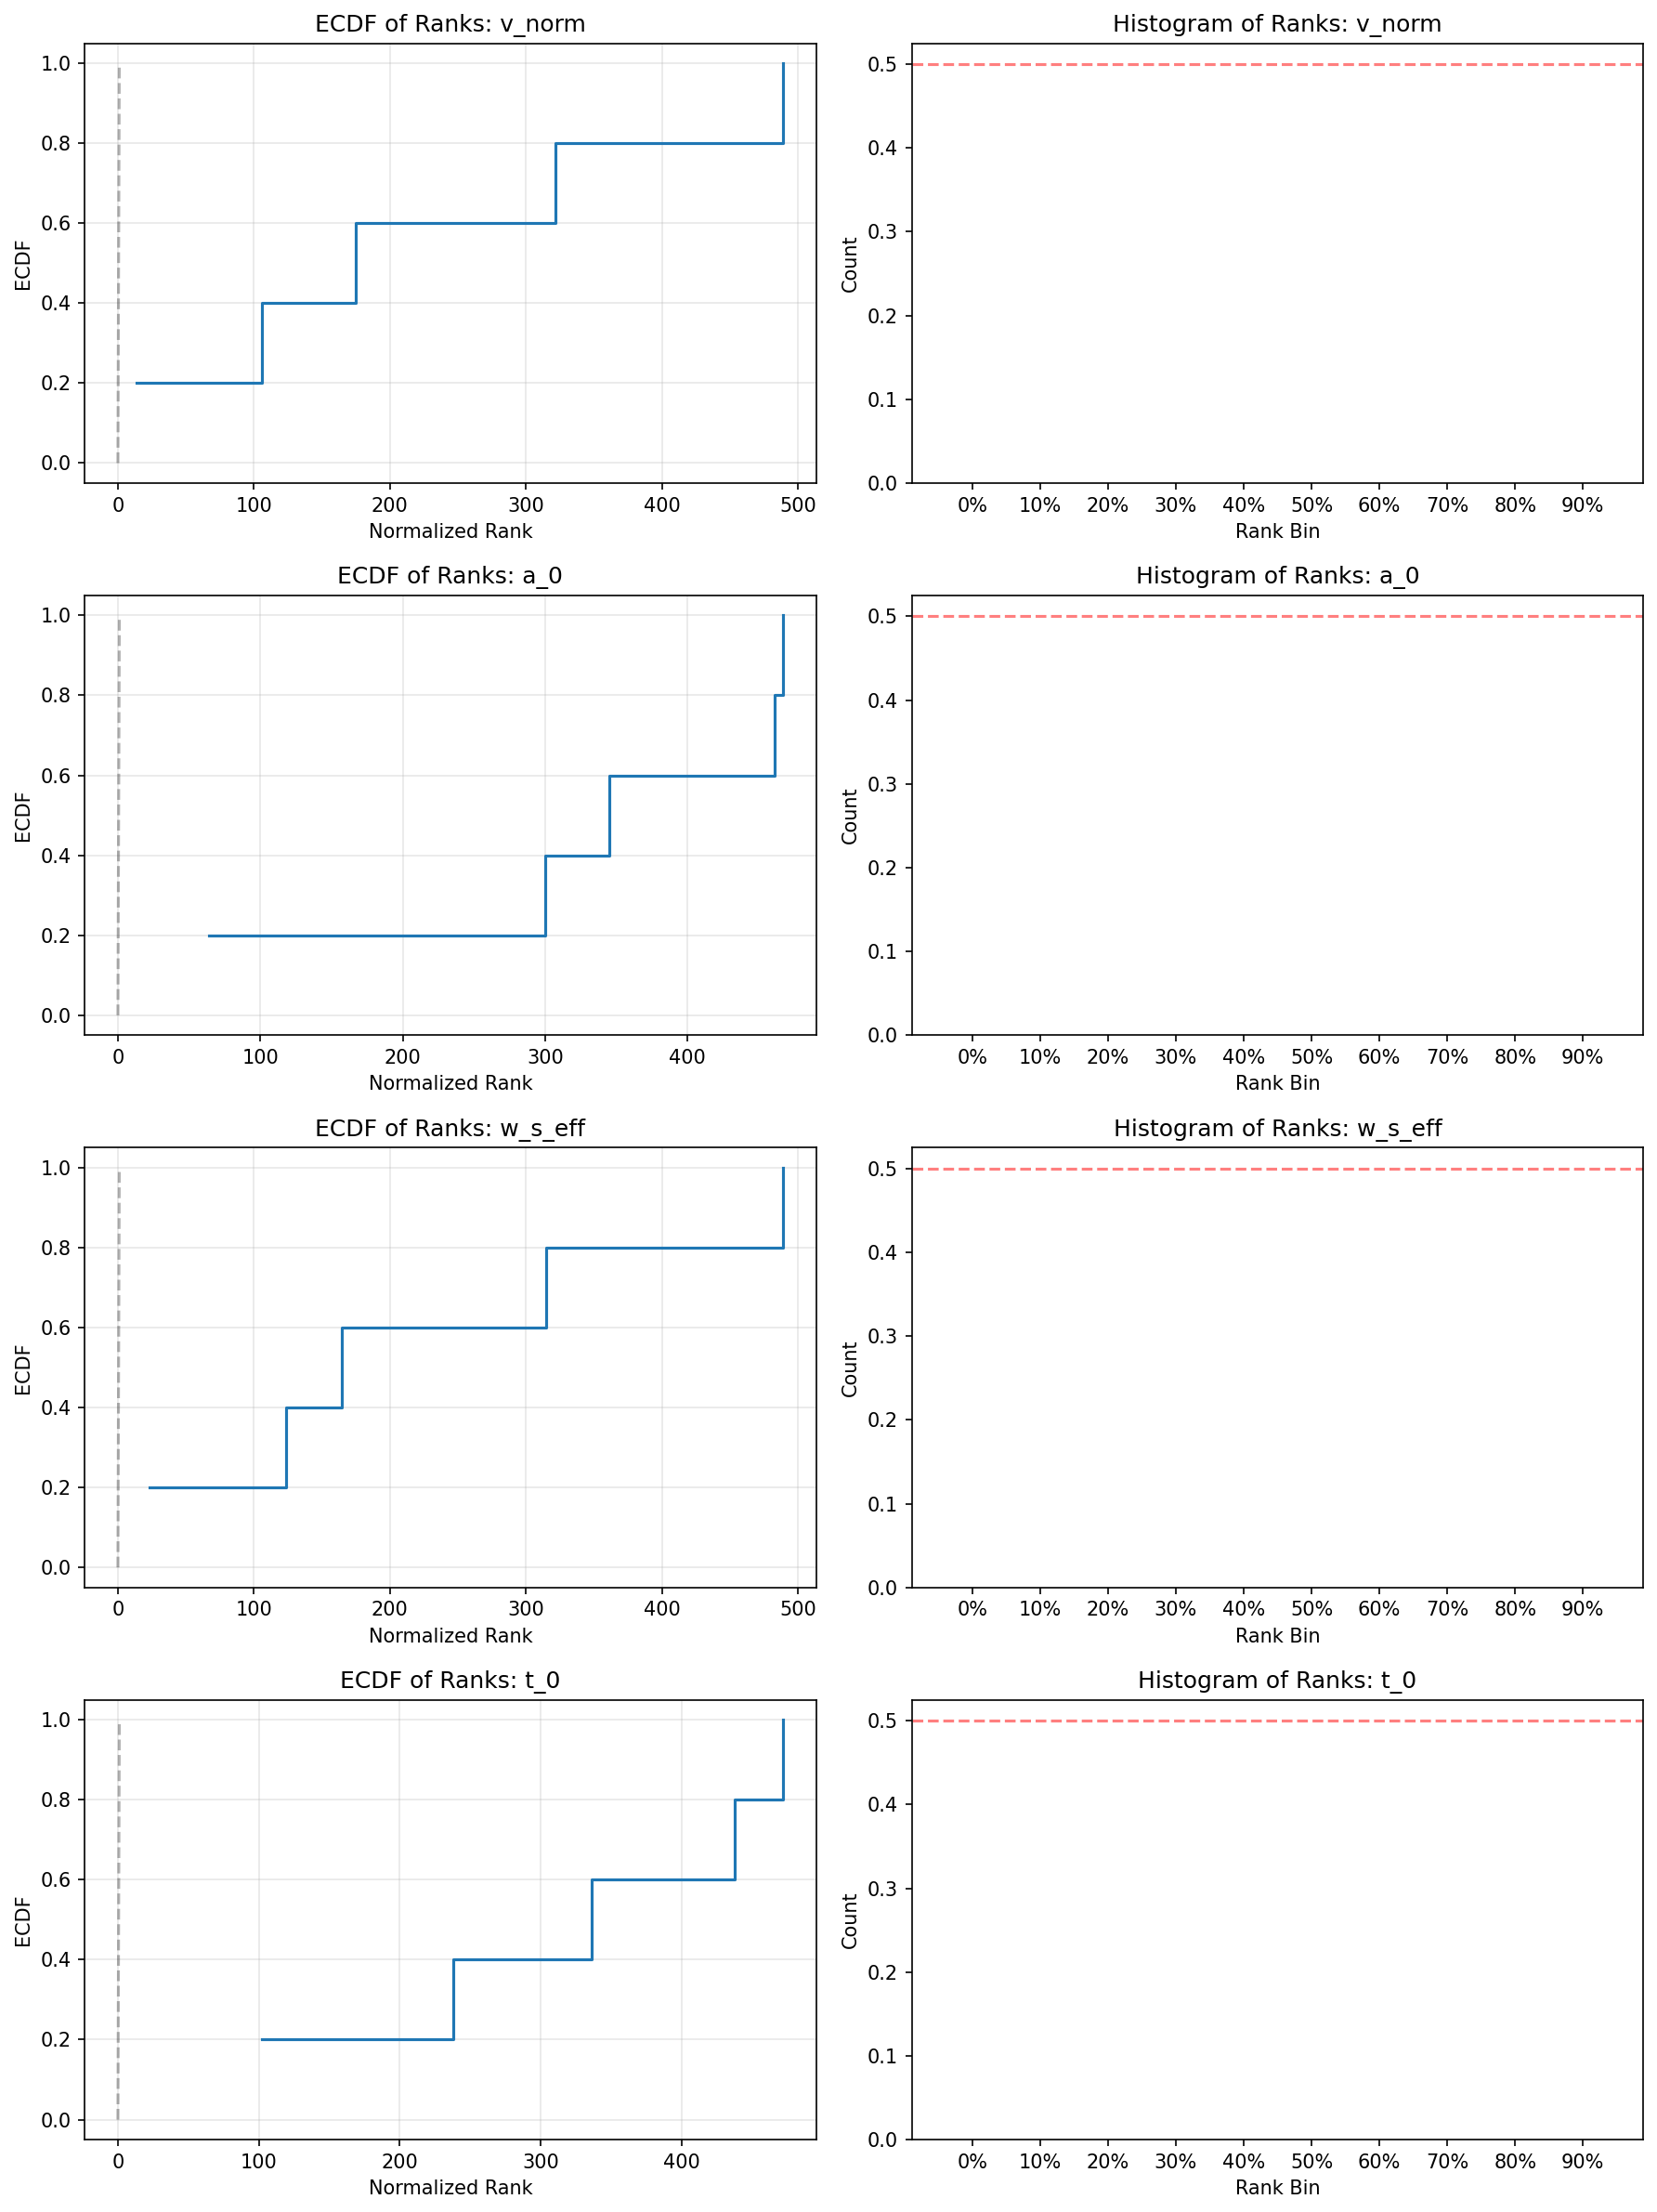 ECDF of Ranks: v_norm
1.0
0.8
0.6
0.4
0.2
0.0
ECDF
0 100 200 300 400 500
Normalized Rank
Histogram of Ranks: v_norm
0.5
0.4
0.3
0.2
0.1
0.0
Count
0% 10% 20% 30% 40% 50% 60% 70% 80% 90%
Rank Bin
ECDF of Ranks: a_0
1.0
0.8
0.6
0.4
0.2
0.0
ECDF
0 100 200 300 400
Normalized Rank
Histogram of Ranks: a_0
0.5
0.4
0.3
0.2
0.1
0.0
Count
0% 10% 20% 30% 40% 50% 60% 70% 80% 90%
Rank Bin
ECDF of Ranks: w_s_eff
1.0
0.8
0.6
0.4
0.2
0.0
ECDF
0 100 200 300 400 500
Normalized Rank
Histogram of Ranks: w_s_eff
0.5
0.4
0.3
0.2
0.1
0.0
Count
0% 10% 20% 30% 40% 50% 60% 70% 80% 90%
Rank Bin
ECDF of Ranks: t_0
1.0
0.8
0.6
0.4
0.2
0.0
ECDF
0 100 200 300 400
Normalized Rank
Histogram of Ranks: t_0
0.5
0.4
0.3
0.2
0.1
0.0
Count
0% 10% 20% 30% 40% 50% 60% 70% 80% 90%
Rank Bin